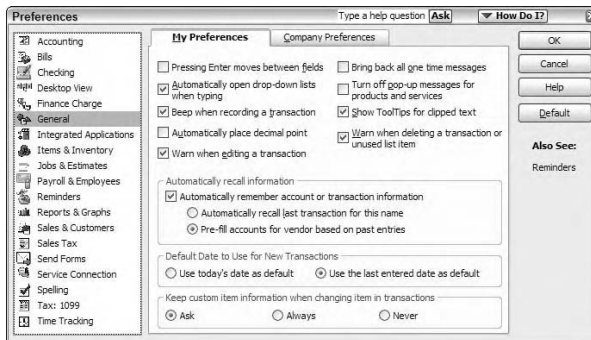 Preferences
Type a help question Ask
How Do I?
Accounting
Bills
Checking
Desktop View
Finance Charge
General
Integrated Applications
Items & Inventory
Jobs & Estimates
Payroll & Employees
Reminders
Reports & Graphs
Sales & Customers
Sales Tax
Send Forms
Service Connection
Spelling
Tax: 1099
Time Tracking
My Preferences
Company Preferences
Pressing Enter moves between fields
Automatically open drop-down lists
when typing
Beep when recording a transaction
Automatically place decimal point
Warn when editing a transaction
Bring back all one time messages
Turn off pop-up messages for
products and services
Show ToolTips for clipped text
Warn when deleting a transaction or
unused list item
Automatically recall information
Automatically remember account or transaction information
Automatically recall last transaction for this name
Pre-fill accounts for vendor based on past entries
Default Date to Use for New Transactions
Use today's date as default
Use the last entered date as default
Keep custom item information when changing item in transactions
Ask
Always
Never
OK
Cancel
Help
Default
Also See:
Reminders